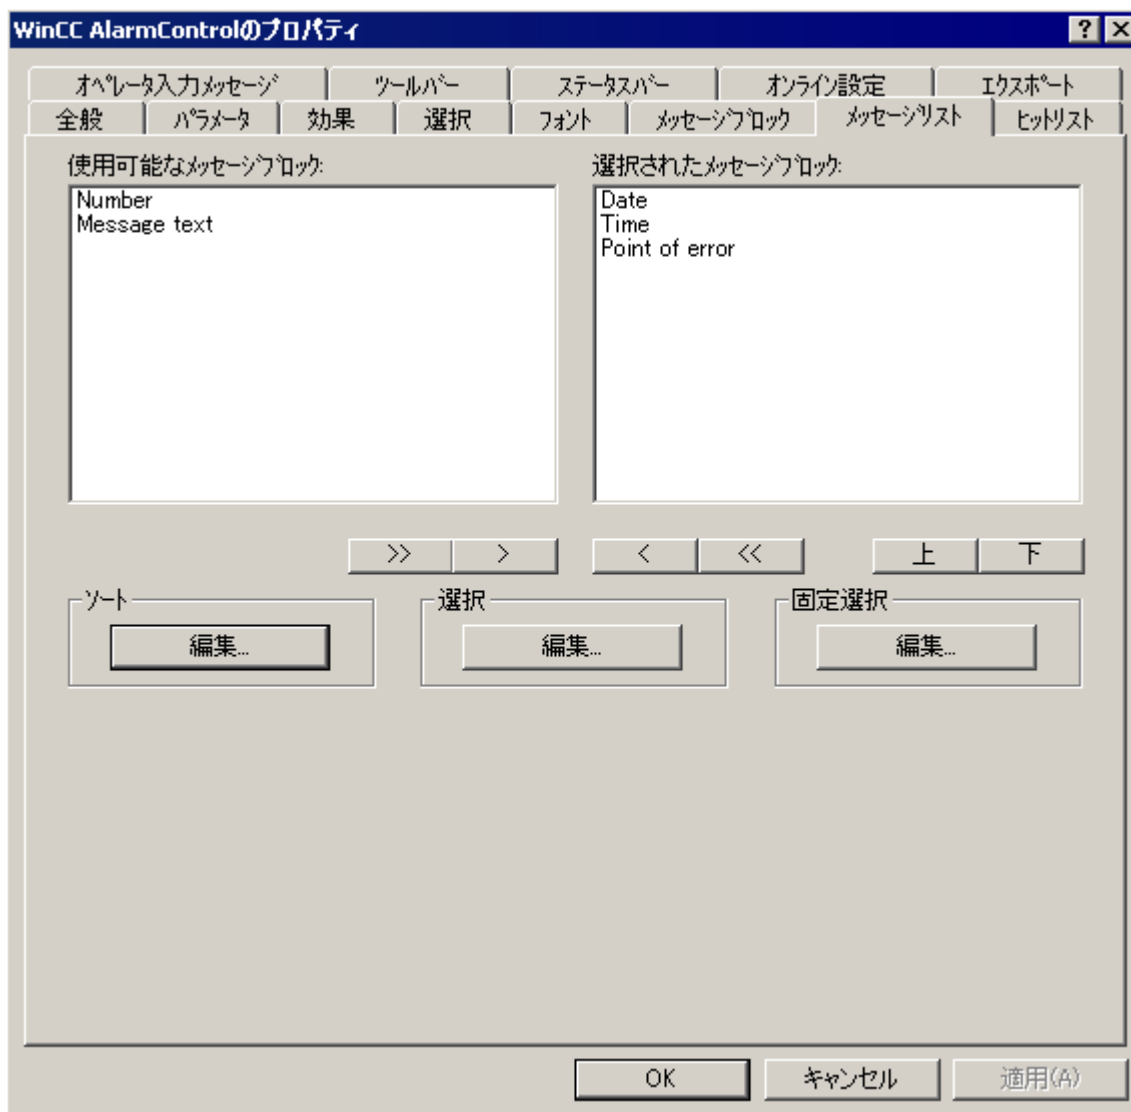 WinCC AlarmControlのプロパティ
オペレータ入力メッセージ ツールバー ステータスバー オンライン設定 エクスポート
全般 パラメータ 効果 選択 フォント メッセージブロック メッセージリスト ヒットリスト
使用可能なメッセージブロック: 選択されたメッセージブロック:
Number Date
Message text Time
Point of error
>> > < << 上 下
ソート 選択 固定選択
編集... 編集... 編集...
OK キャンセル 適用(A)